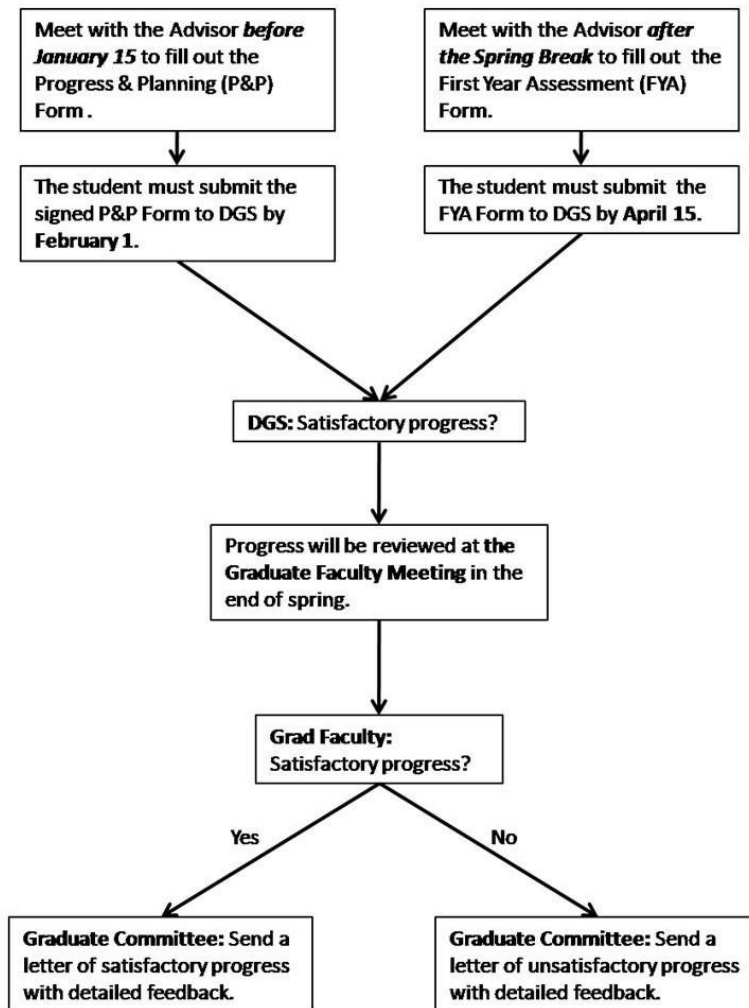 Meet with the Advisor before
January 15 to fill out the
Progress & Planning (P&P)
Form .
Meet with the Advisor after
the Spring Break to fill out the
First Year Assessment (FYA)
Form.
The student must submit the
signed P&P Form to DGS by
February 1.
The student must submit the
FYA Form to DGS by April 15.
DGS: Satisfactory progress?
Progress will be reviewed at the
Graduate Faculty Meeting in the
end of spring.
Grad Faculty:
Satisfactory progress?
Yes
No
Graduate Committee: Send a
letter of satisfactory progress
with detailed feedback.
Graduate Committee: Send a
letter of unsatisfactory progress
with detailed feedback.